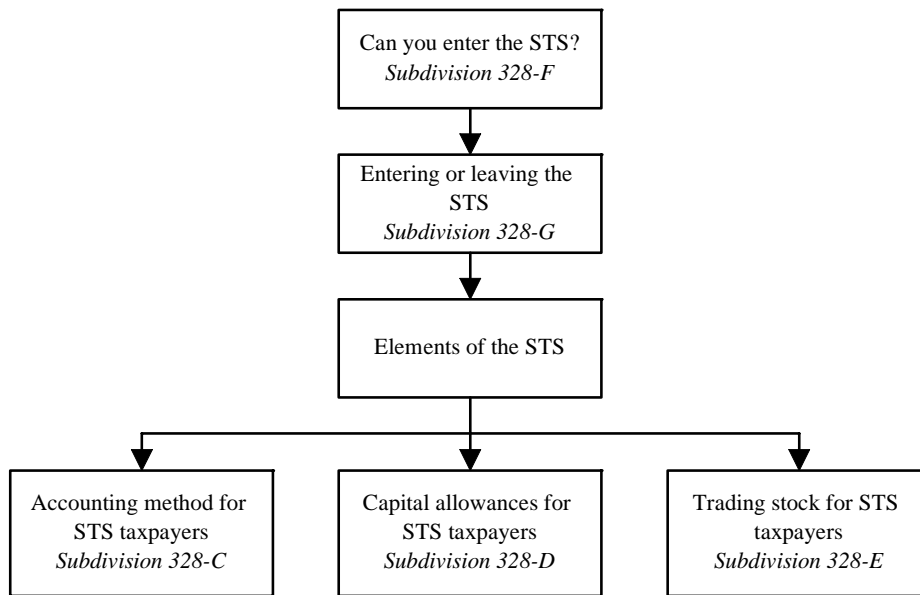 Can you enter the STS?
Subdivision 328-F
Entering or leaving the
STS
Subdivision 328-G
Elements of the STS
Accounting method for
STS taxpayers
Subdivision 328-C
Capital allowances for
STS taxpayers
Subdivision 328-D
Trading stock for STS
taxpayers
Subdivision 328-E